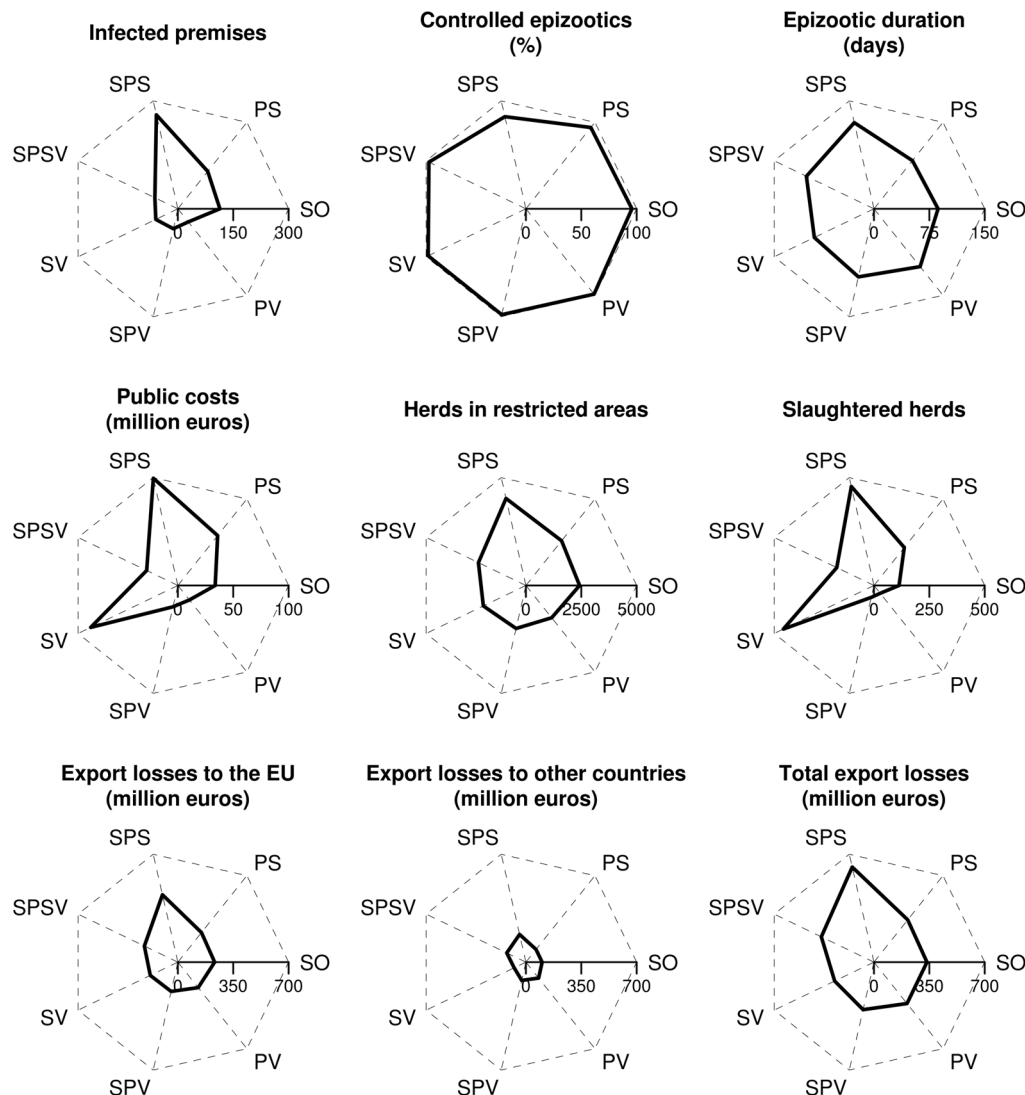 Infected premises
SPS
PS
SPSV
SO
0 150 300
SV
PV
SPV
Controlled epizootics
(%)
SPS
PS
SPSV
SO
0 50 100
SV
PV
SPV
Epizootic duration
(days)
SPS
PS
SPSV
SO
0 75 150
SV
PV
SPV
Public costs
(million euros)
SPS
PS
SPSV
SO
0 50 100
SV
PV
SPV
Herds in restricted areas
SPS
PS
SPSV
SO
0 2500 5000
SV
PV
SPV
Slaughtered herds
SPS
PS
SPSV
SO
0 250 500
SV
PV
SPV
Export losses to the EU
(million euros)
SPS
PS
SPSV
SO
0 350 700
SV
PV
SPV
Export losses to other countries
(million euros)
SPS
PS
SPSV
SO
0 350 700
SV
PV
SPV
Total export losses
(million euros)
SPS
PS
SPSV
SO
0 350 700
SV
PV
SPV